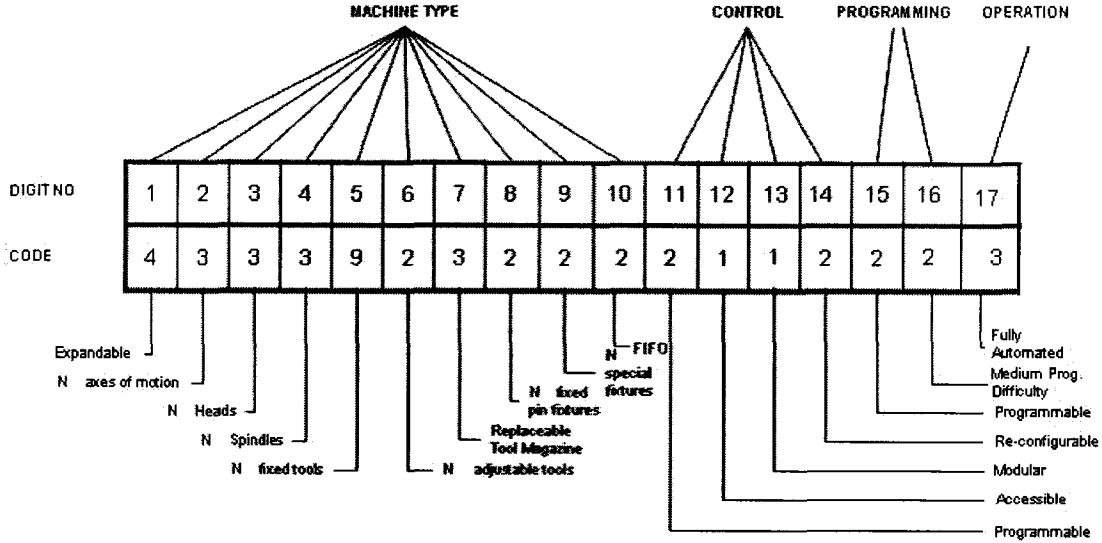 MACHINE TYPE CONTROL PROGRAMMING OPERATION
DIGIT NO 1 2 3 4 5 6 7 8 9 10 11 12 13 14 15 16 17
CODE 4 3 3 3 9 2 3 2 2 2 2 1 1 2 2 2 3
Expandable
N axes of motion
N Heads
N Spindles
N fixed tools
N adjustable tools
Replaceable
Tool Magazine
N fixed
pin fixtures
N
special
fixtures
FIFO
Fully
Automated
Medium Prog.
Difficulty
Programmable
Re-configurable
Modular
Accessible
Programmable